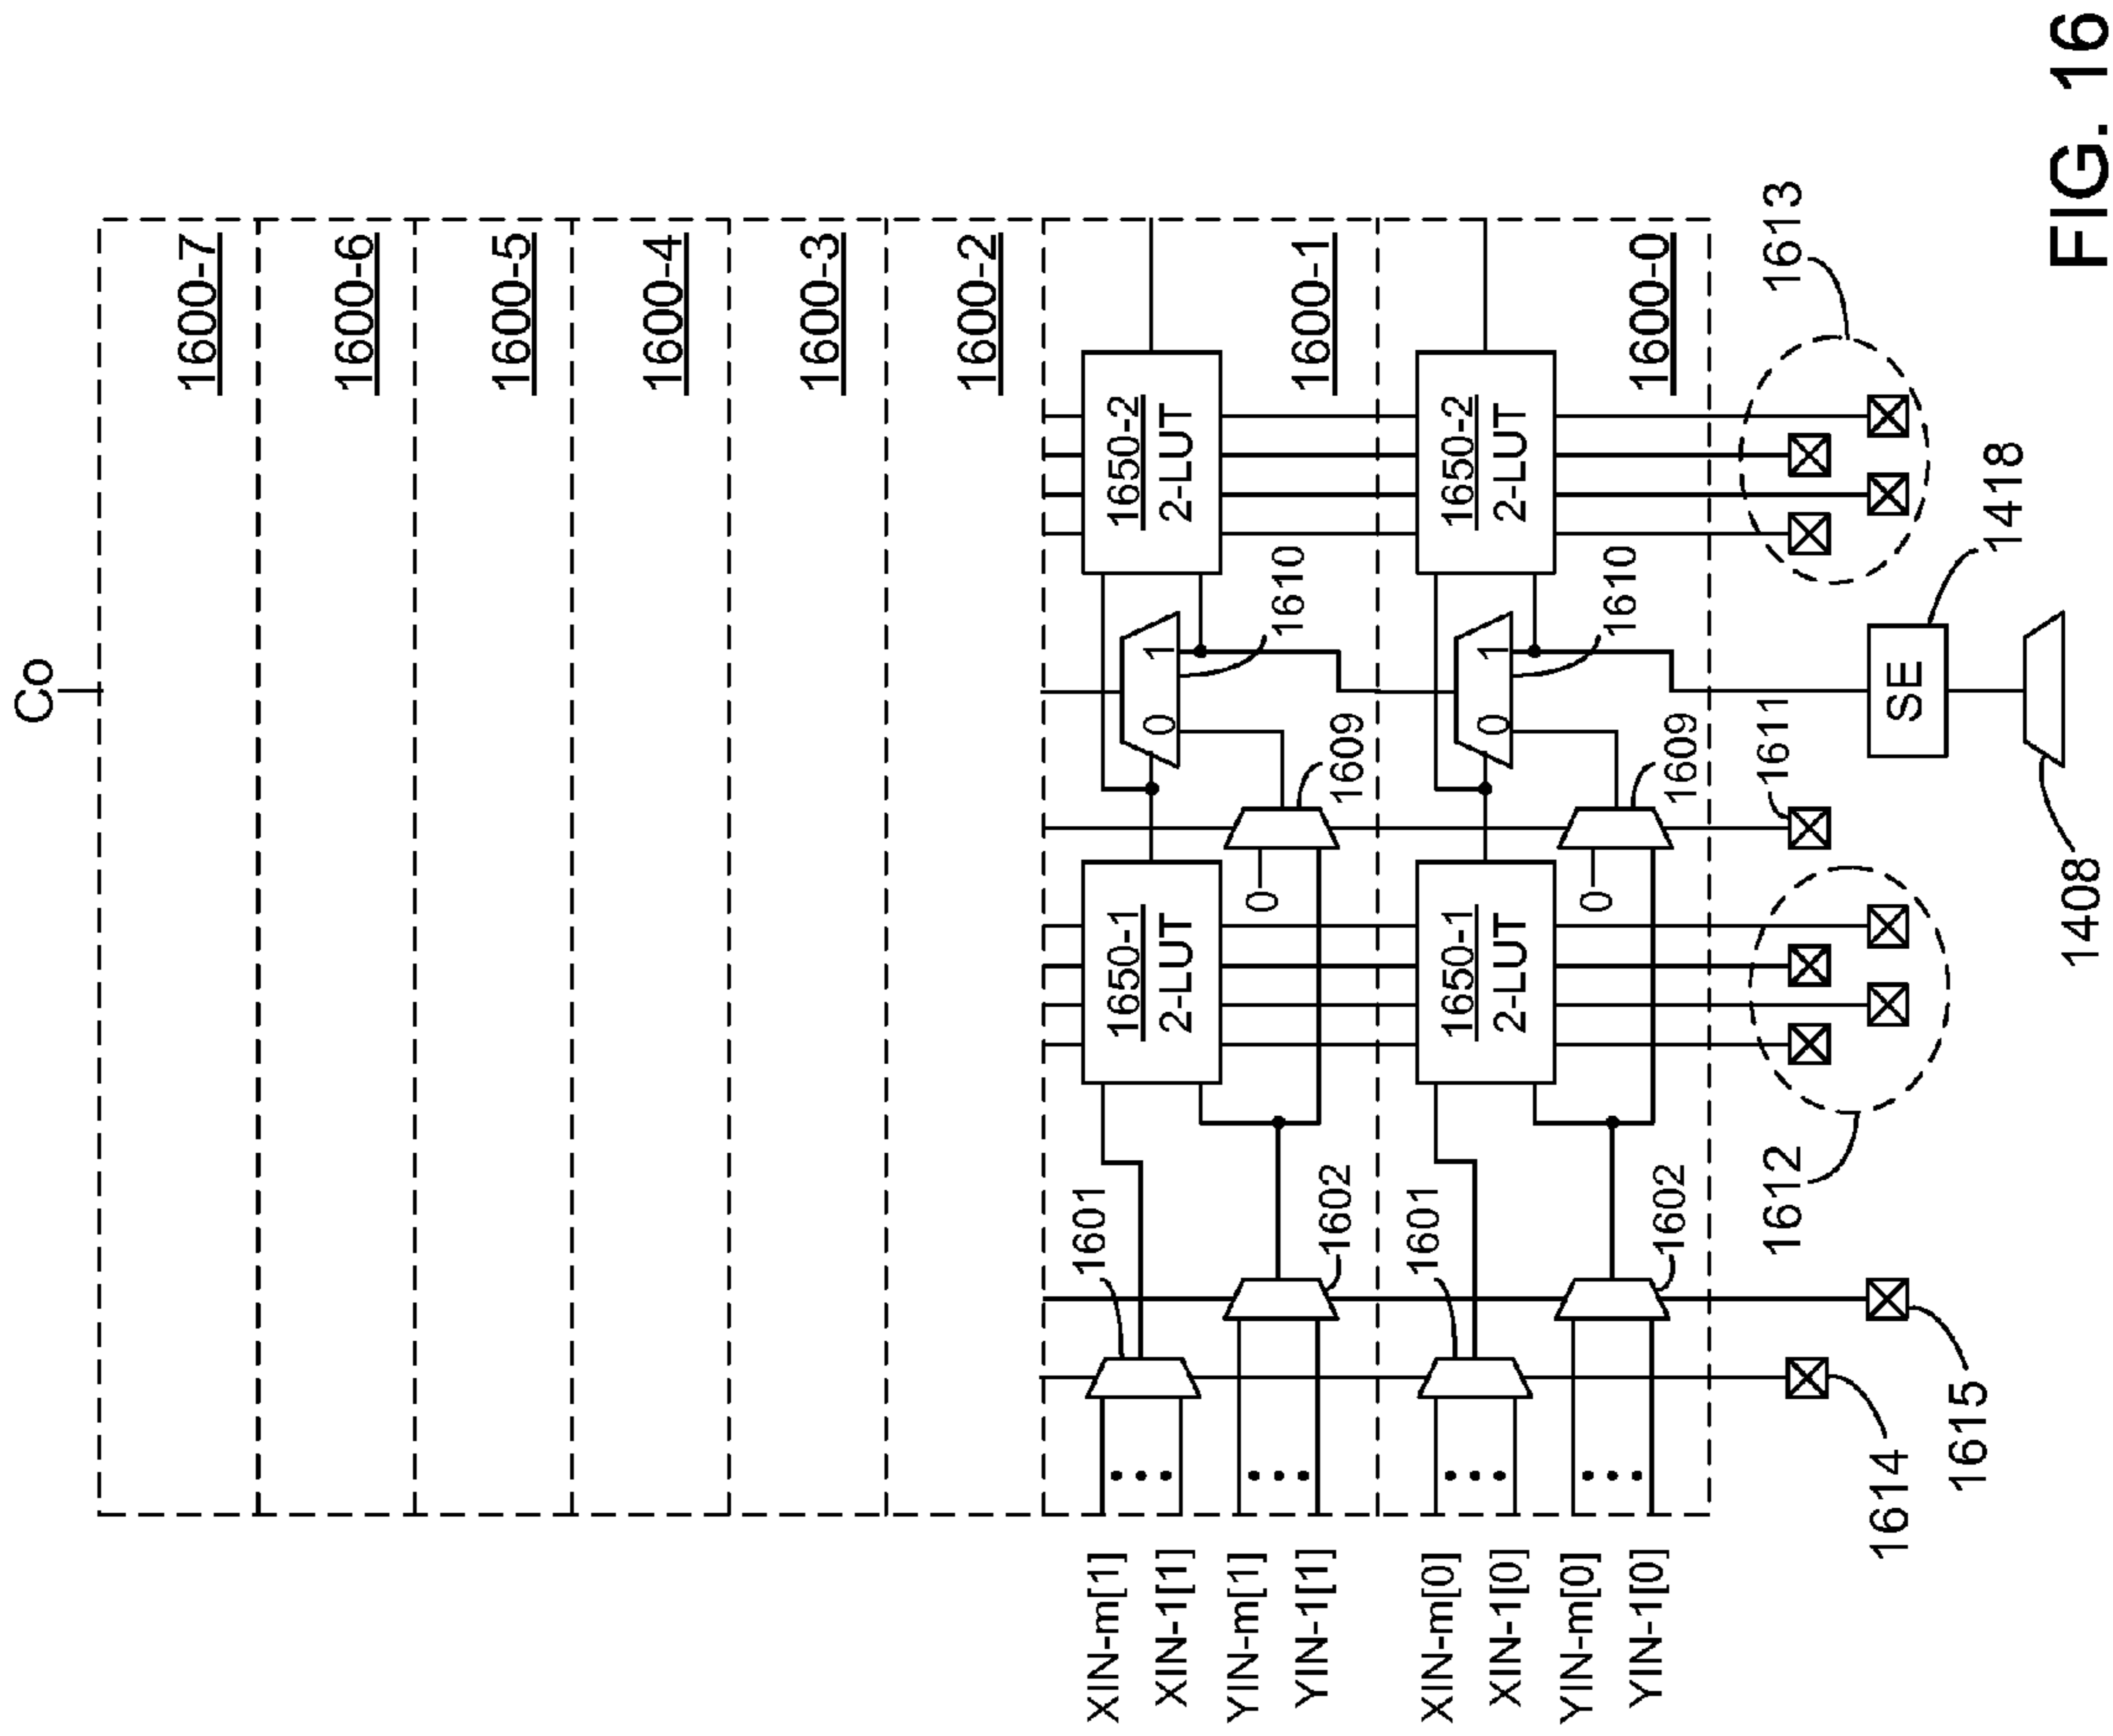 Co
1600-7
1600-6
1600-5
1600-4
1600-3
1600-2
1600-1
1650-2
2-LUT
1610
0 1
1609
0
1650-1
2-LUT
1601
1602
XIN-m[1]
XIN-1[1]
YIN-m[1]
YIN-1[1]
1600-0
1650-2
2-LUT
1610
0 1
1609
0
1650-1
2-LUT
1601
1602
XIN-m[0]
XIN-1[0]
YIN-m[0]
YIN-1[0]
1613
1418
SE
1611
1408
1612
1615
1614
FIG. 16